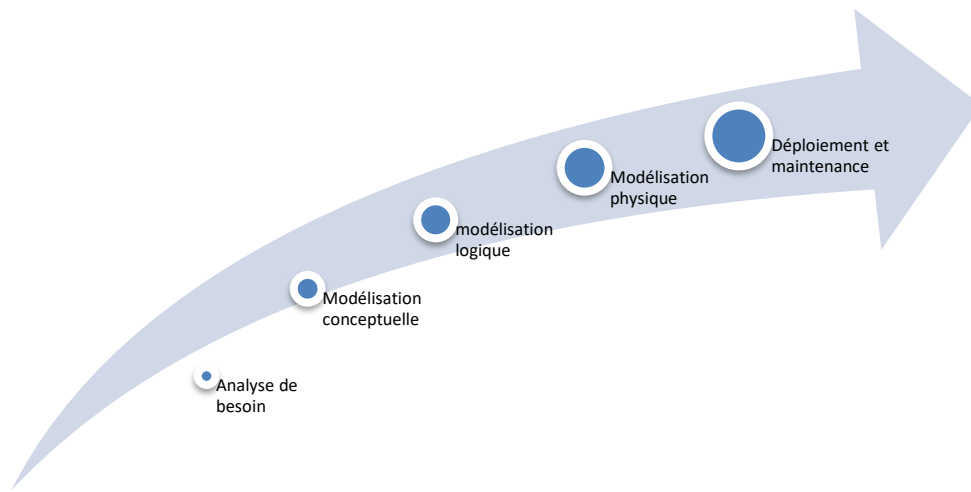 Analyse de
besoin
Modélisation
conceptuelle
modélisation
logique
Modélisation
physique
Déploiement et
maintenance